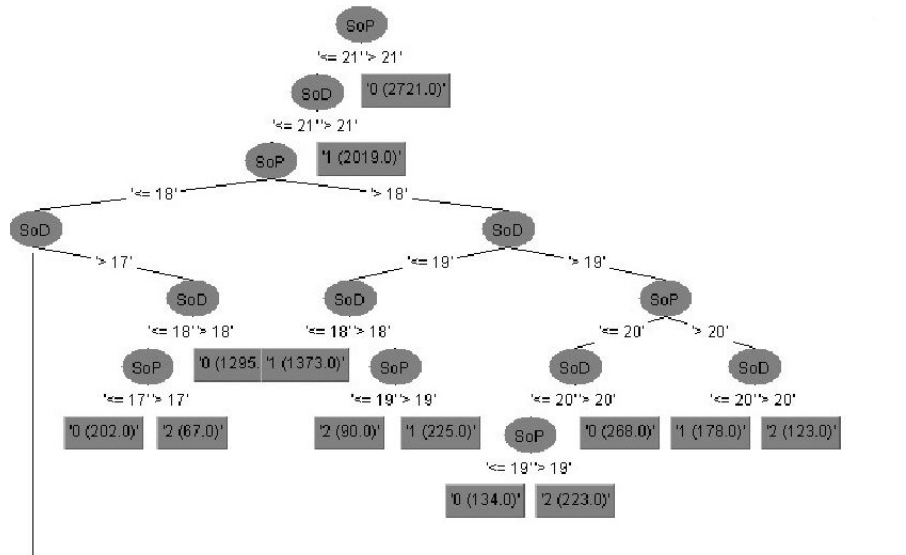 SoP
'<= 21' '> 21'
SoD '0 (2721.0)'
'<= 21' '> 21'
SoP '1 (2019.0)'
'<= 18' '> 18'
SoD SoD
'> 17' '<= 19' '> 19'
SoD SoD SoP
'<= 18' '> 18' '<= 18' '> 18' '<= 20' '> 20'
SoP '0 (1295. '1 (1373.0)' SoP SoD SoD
'<= 17' '> 17' '<= 19' '> 19' '<= 20' '> 20' '<= 20' '> 20'
'0 (202.0)' '2 (67.0)' '2 (90.0)' '1 (225.0)' SoP '0 (268.0)' '1 (178.0)' '2 (123.0)'
'<= 19' '> 19'
'0 (134.0)' '2 (223.0)'